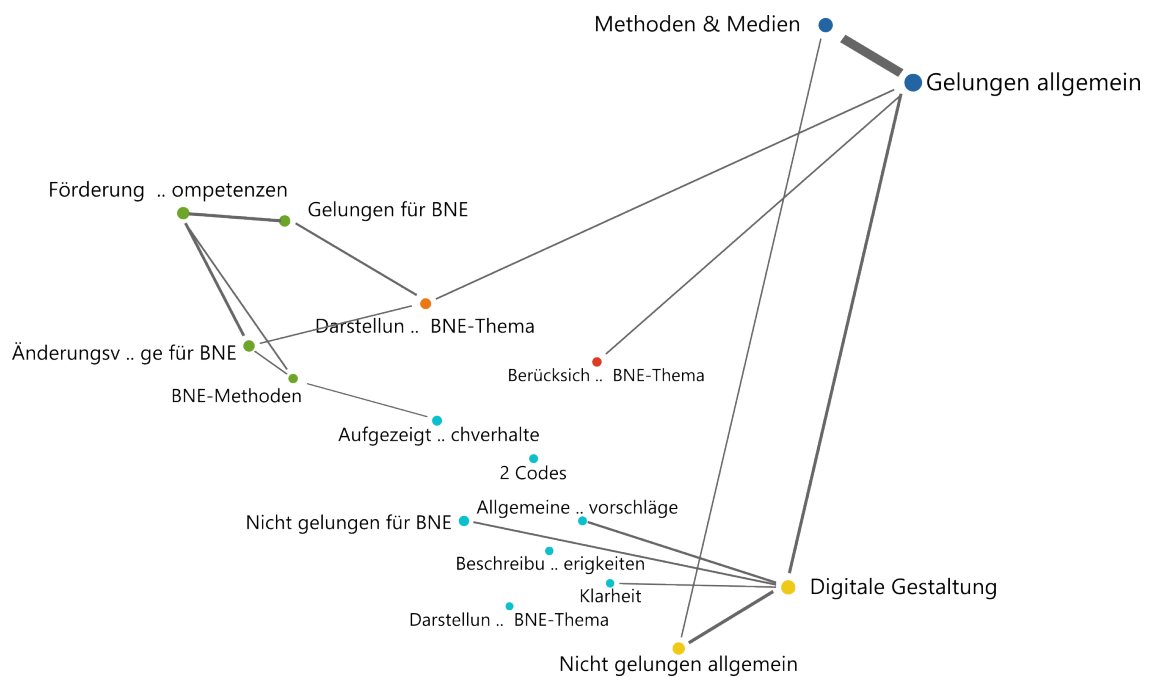 Methoden & Medien
Gelungen allgemein
Förderung .. ompetenzen
Gelungen für BNE
Darstellun .. BNE-Thema
Änderungsv .. ge für BNE
Berücksich .. BNE-Thema
BNE-Methoden
Aufgezeigt .. chverhalte
2 Codes
Allgemeine .. vorschläge
Nicht gelungen für BNE
Beschreibu .. erigkeiten
Digitale Gestaltung
Klarheit
Darstellun .. BNE-Thema
Nicht gelungen allgemein